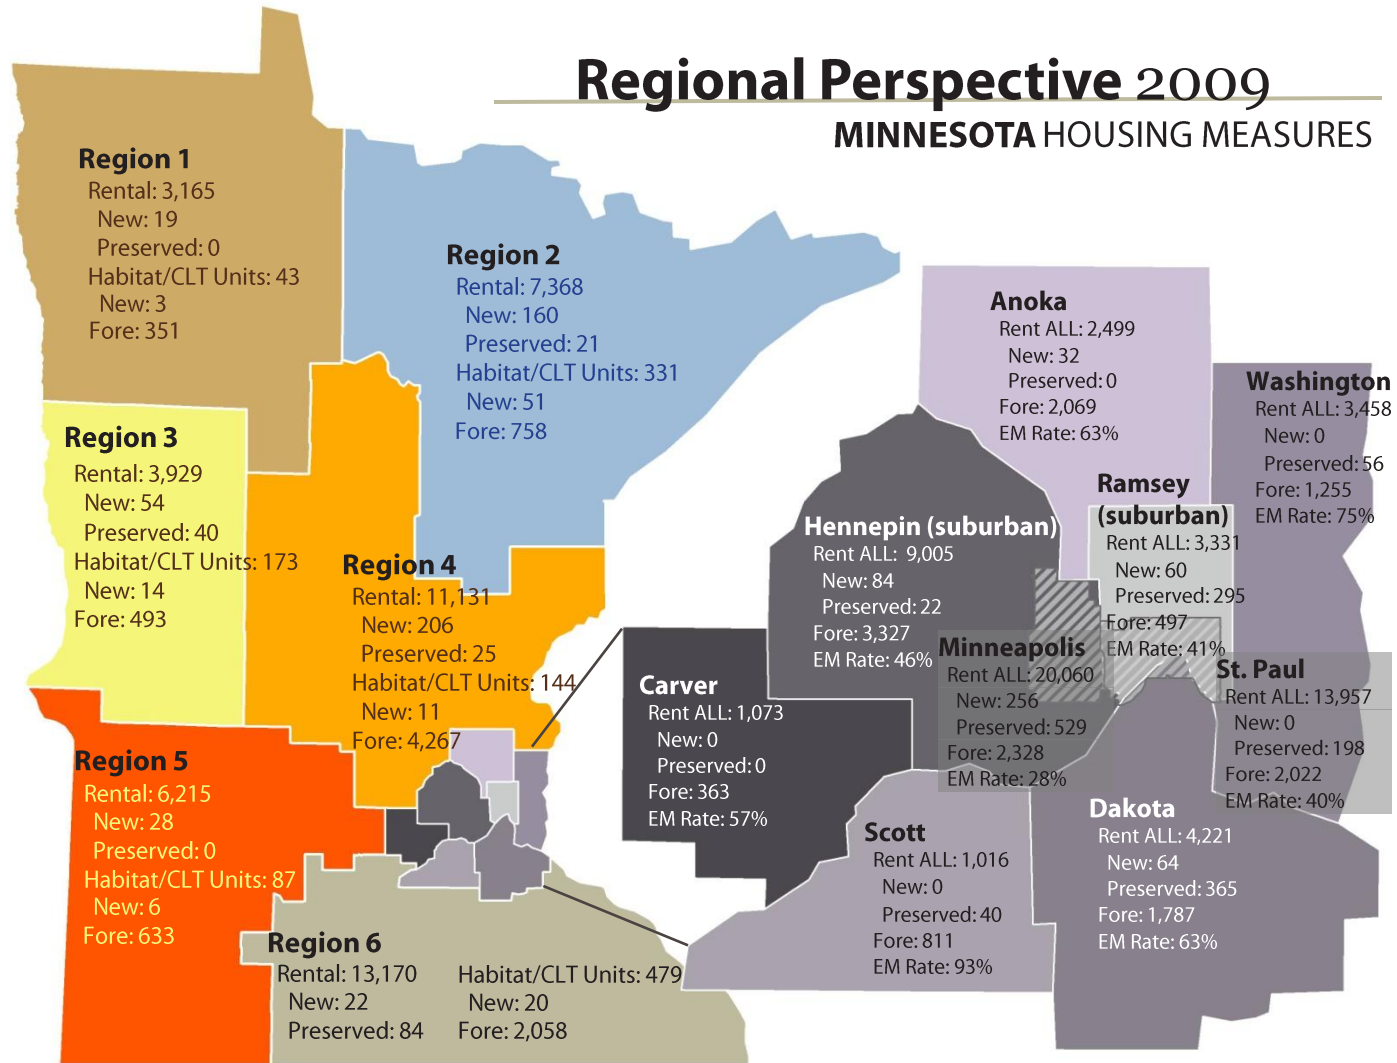 Regional Perspective 2009
MINNESOTA HOUSING MEASURES
Region 1
Rental: 3,165
New: 19
Preserved: 0
Habitat/CLT Units: 43
New: 3
Fore: 351
Region 2
Rental: 7,368
New: 160
Preserved: 21
Habitat/CLT Units: 331
New: 51
Fore: 758
Region 3
Rental: 3,929
New: 54
Preserved: 40
Habitat/CLT Units: 173
New: 14
Fore: 493
Region 4
Rental: 11,131
New: 206
Preserved: 25
Habitat/CLT Units: 144
New: 11
Fore: 4,267
Region 5
Rental: 6,215
New: 28
Preserved: 0
Habitat/CLT Units: 87
New: 6
Fore: 633
Region 6
Rental: 13,170
New: 22
Preserved: 84
Habitat/CLT Units: 479
New: 20
Fore: 2,058
Anoka
Rent ALL: 2,499
New: 32
Preserved: 0
Fore: 2,069
EM Rate: 63%
Washington
Rent ALL: 3,458
New: 0
Preserved: 56
Fore: 1,255
EM Rate: 75%
Ramsey
(suburban)
Rent ALL: 3,331
New: 60
Preserved: 295
Fore: 497
EM Rate: 41%
Hennepin (suburban)
Rent ALL: 9,005
New: 84
Preserved: 22
Fore: 3,327
EM Rate: 46%
Minneapolis
Rent ALL: 20,060
New: 256
Preserved: 529
Fore: 2,328
EM Rate: 28%
St. Paul
Rent ALL: 13,957
New: 0
Preserved: 198
Fore: 2,022
EM Rate: 40%
Carver
Rent ALL: 1,073
New: 0
Preserved: 0
Fore: 363
EM Rate: 57%
Scott
Rent ALL: 1,016
New: 0
Preserved: 40
Fore: 811
EM Rate: 93%
Dakota
Rent ALL: 4,221
New: 64
Preserved: 365
Fore: 1,787
EM Rate: 63%